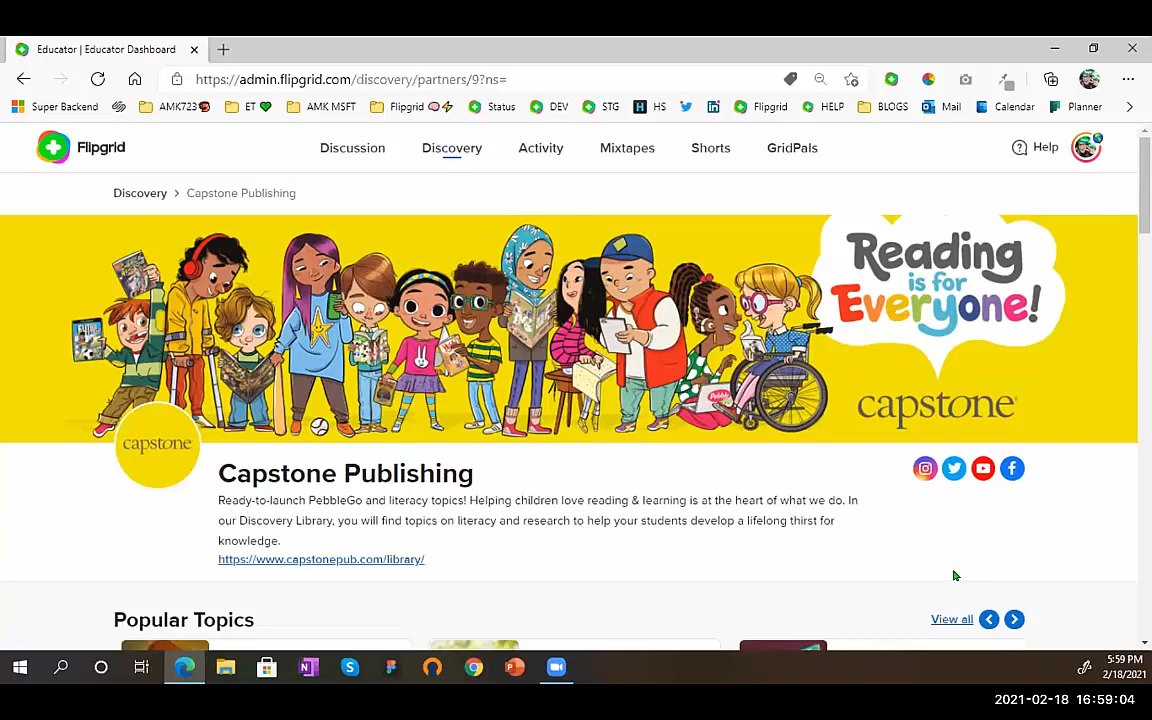 Educator | Educator Dashboard
https://admin.flipgrid.com/discovery/partners/9?ns=
Super Backend AMK723 ET AMK MSFT Flipgrid Status DEV STG HS Flipgrid HELP BLOGS Mail Calendar Planner
Flipgrid Discussion Discovery Activity Mixtapes Shorts GridPals Help
Discovery > Capstone Publishing
Reading
is for
Everyone!
capstone
capstone
Capstone Publishing
Ready-to-launch PebbleGo and literacy topics! Helping children love reading & learning is at the heart of what we do. In
our Discovery Library, you will find topics on literacy and research to help your students develop a lifelong thirst for
knowledge.
https://www.capstonepub.com/library/
Popular Topics View all
5:59 PM
2/18/2021
2021-02-18 16:59:04